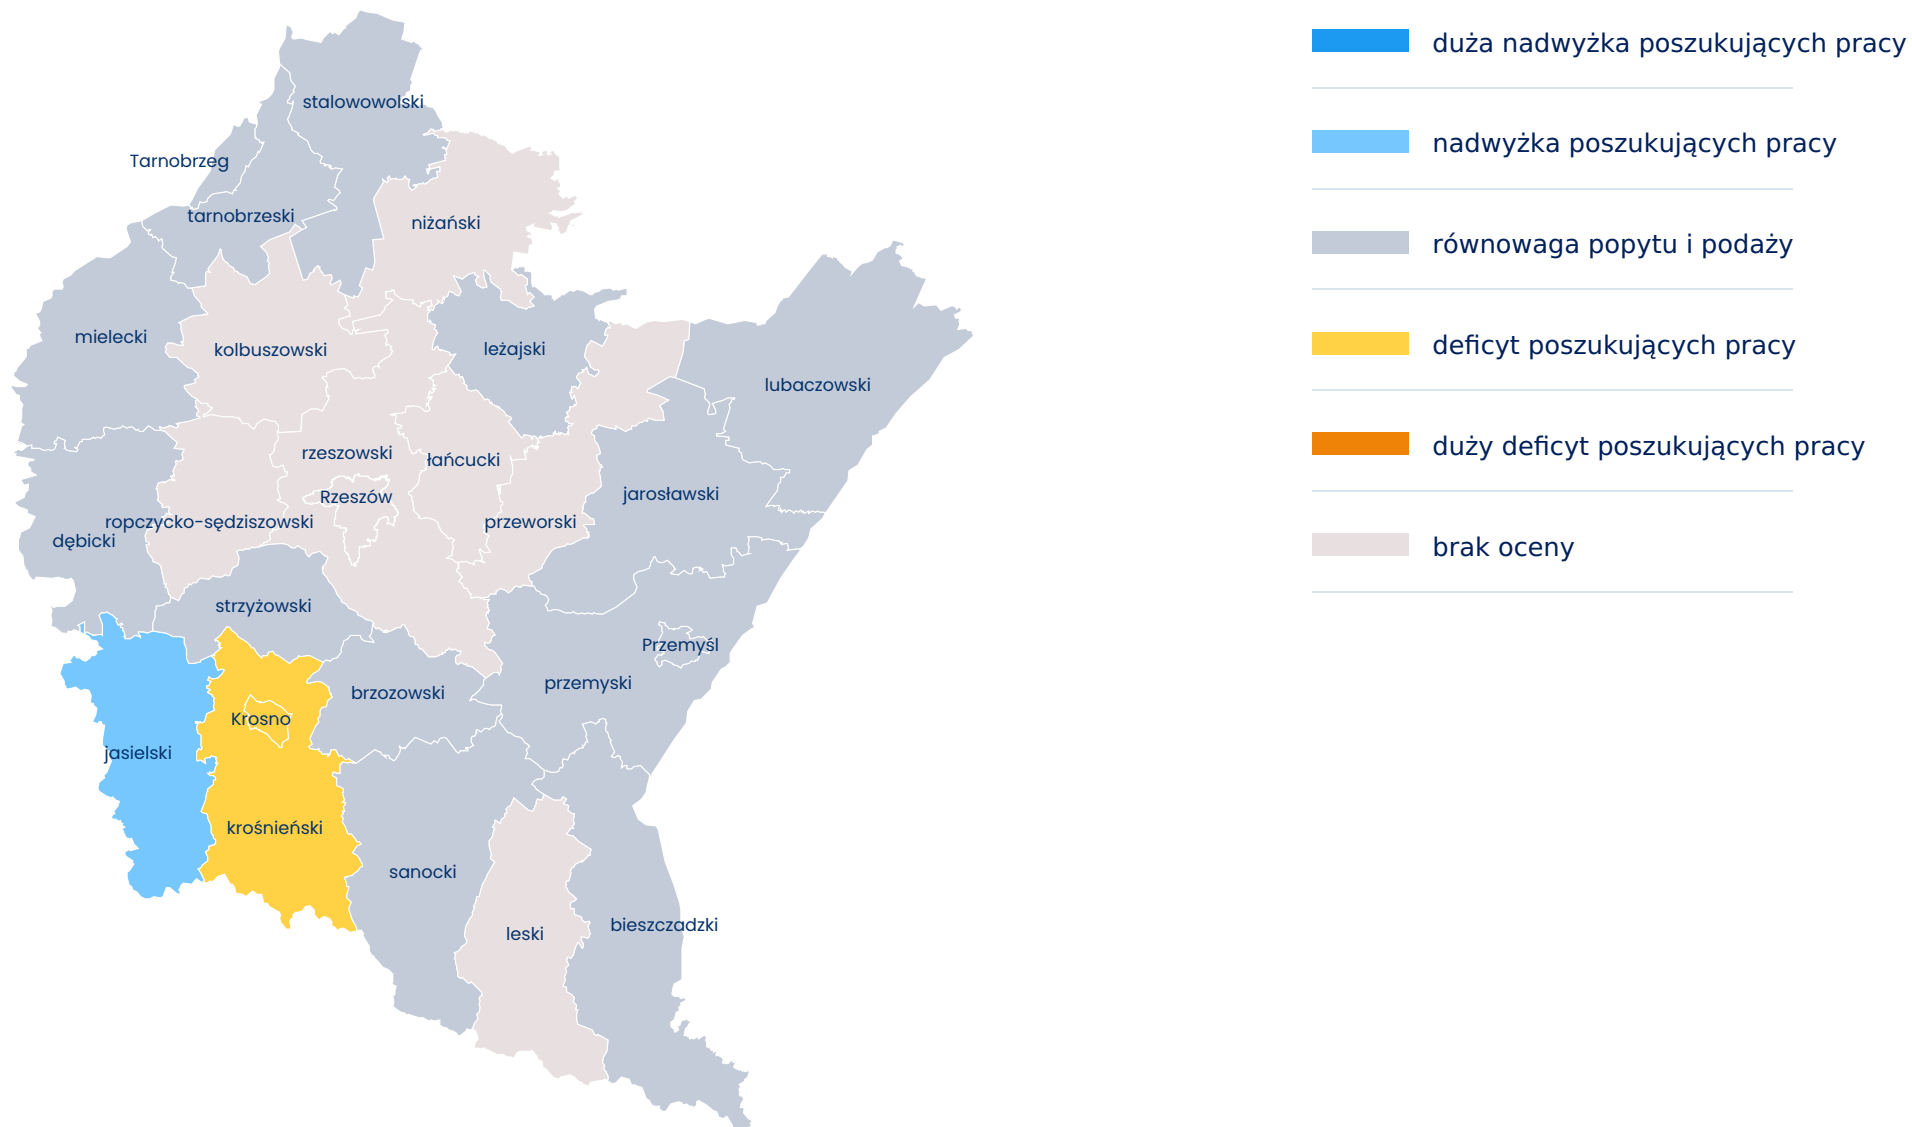 stalowowolski
Tarnobrzeg
tarnobrzeski
niżański
mielecki
kolbuszowski
leżajski
lubaczowski
rzeszowski
łańcucki
Rzeszów
jarosławski
ropczycko-sędziszowski
przeworski
dębicki
strzyżowski
Przemyśl
przemyski
brzozowski
Krosno
jasielski
krośnieński
sanocki
leski
bieszczadzki
duża nadwyżka poszukujących pracy
nadwyżka poszukujących pracy
równowaga popytu i podaży
deficyt poszukujących pracy
duży deficyt poszukujących pracy
brak oceny